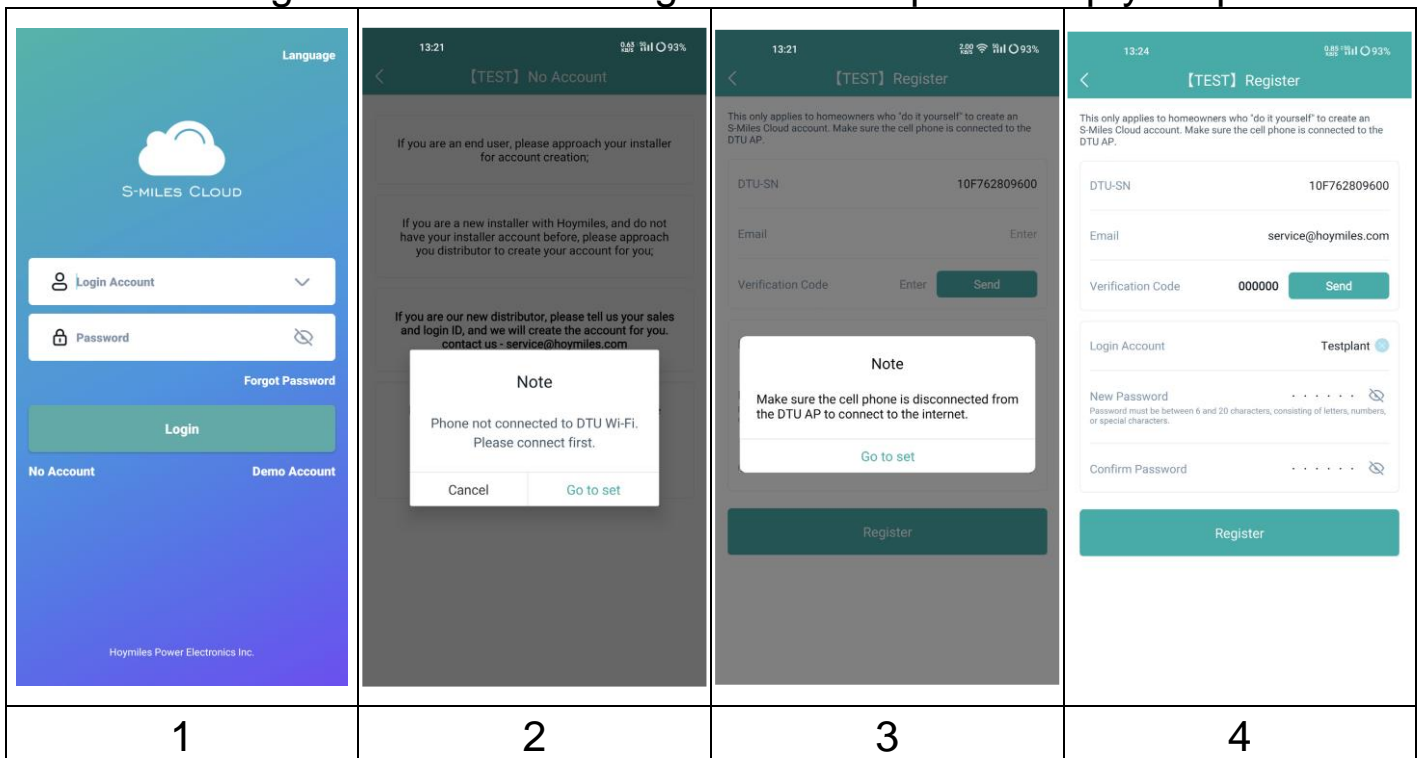 Language
S-MILES CLOUD
Login Account
Password
Forgot Password
Login
No Account
Demo Account
Hoymiles Power Electronics Inc.
1
13:21
0.63 KB/S
93%
【TEST】No Account
If you are an end user, please approach your installer
for account creation;
If you are a new installer with Hoymiles, and do not
have your installer account before, please approach
you distributor to create your account for you;
If you are our new distributor, please tell us your sales
and login ID, and we will create the account for you.
contact us - service@hoymiles.com
Note
Phone not connected to DTU Wi-Fi.
Please connect first.
Cancel
Go to set
2
13:21
2.00 KB/S
93%
【TEST】Register
This only applies to homeowners who "do it yourself" to create an
S-Miles Cloud account. Make sure the cell phone is connected to the
DTU AP.
DTU-SN
10F762809600
Email
Enter
Verification Code
Enter
Send
Note
Make sure the cell phone is disconnected from
the DTU AP to connect to the internet.
Go to set
Register
3
13:24
0.85 KB/S
93%
【TEST】Register
This only applies to homeowners who "do it yourself" to create an
S-Miles Cloud account. Make sure the cell phone is connected to the
DTU AP.
DTU-SN
10F762809600
Email
service@hoymiles.com
Verification Code
000000
Send
Login Account
Testplant
New Password
Password must be between 6 and 20 characters, consisting of letters, numbers,
or special characters.
Confirm Password
Register
4